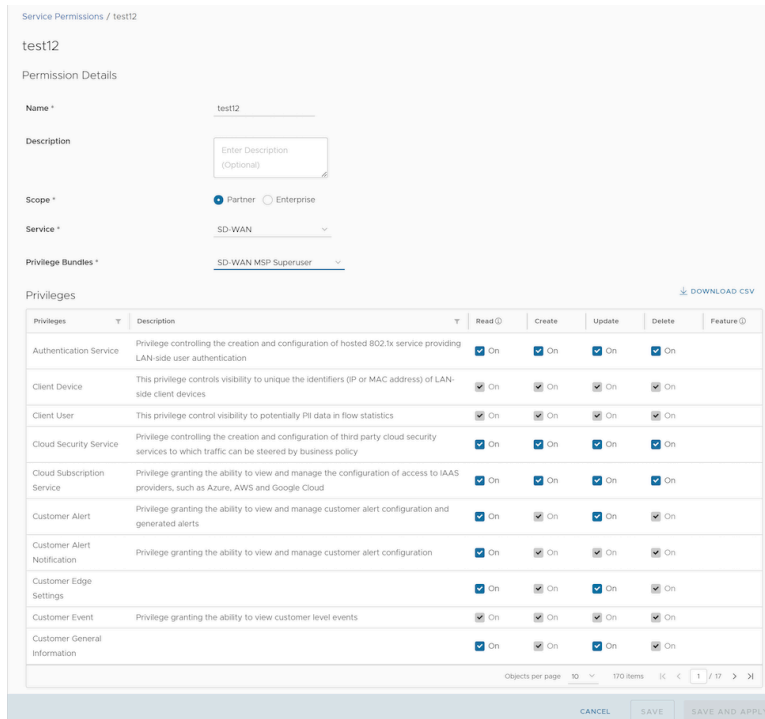 Service Permissions / test12
test12
Permission Details
Name *
test12
Description
Enter Description
(Optional)
Scope *
Partner
Enterprise
Service *
SD-WAN
Privilege Bundles *
SD-WAN MSP Superuser
Privileges
DOWNLOAD CSV
Privileges Description Read Create Update Delete Feature
Authentication Service
Privilege controlling the creation and configuration of hosted 802.1x service providing
LAN-side user authentication
On On On On
Client Device
This privilege controls visibility to unique the identifiers (IP or MAC address) of LAN-
side client devices
On On On On
Client User
This privilege control visibility to potentially PII data in flow statistics
On On On On
Cloud Security Service
Privilege controlling the creation and configuration of third party cloud security
services to which traffic can be steered by business policy
On On On On
Cloud Subscription
Service
Privilege granting the ability to view and manage the configuration of access to IAAS
providers, such as Azure, AWS and Google Cloud
On On On On
Customer Alert
Privilege granting the ability to view and manage customer alert configuration and
generated alerts
On On On On
Customer Alert
Notification
Privilege granting the ability to view and manage customer alert configuration
On On On On
Customer Edge
Settings
On On On On
Customer Event
Privilege granting the ability to view customer level events
On On On On
Customer General
Information
On On On On
Objects per page 10 170 items 1 / 17
CANCEL SAVE SAVE AND APPLY